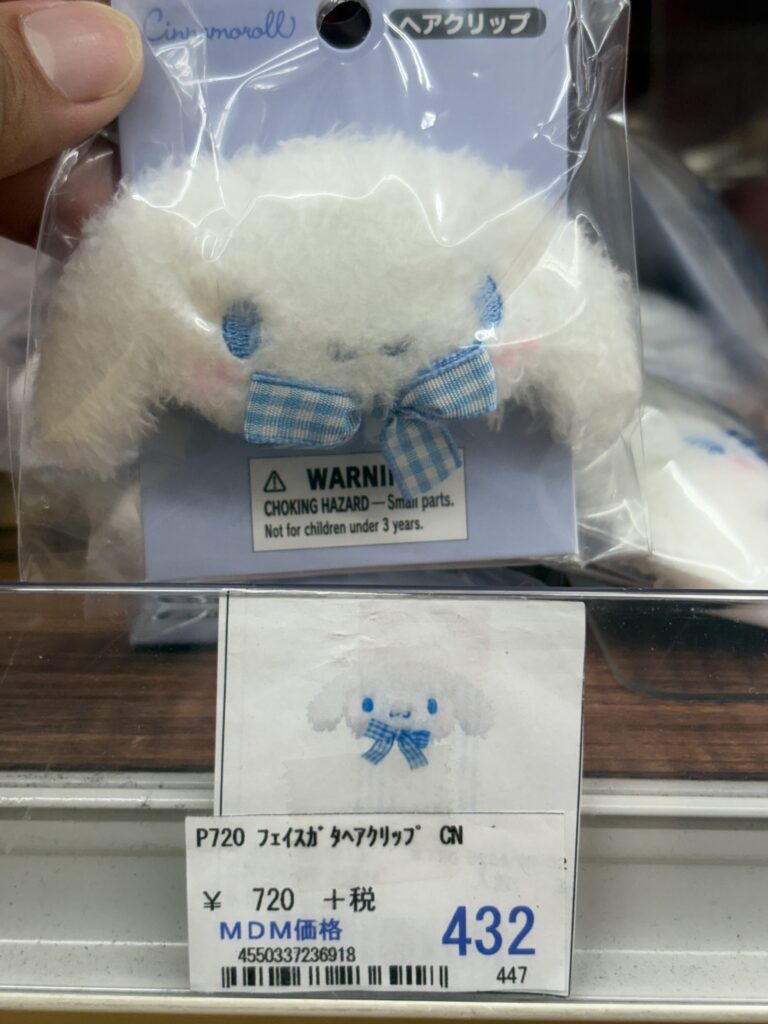 Cinnamoroll
ヘアクリップ
⚠ WARNING
CHOKING HAZARD — Small parts.
Not for children under 3 years.
P720 ﾌｪｲｽｶﾞﾀﾍｱｸﾘｯﾌﾟ CN
¥ 720 +税
MDM価格 432
4550337236918
447